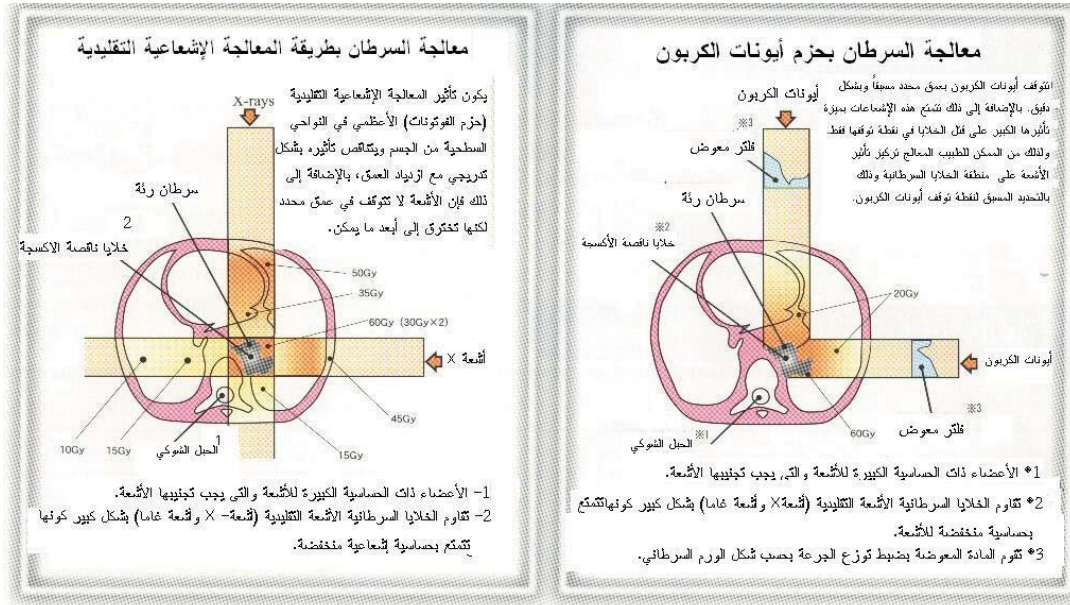 معالجة السرطان بحزم أيونات الكربون
تتوقف أيونات الكربون بعمق محدد مسبقاً وبشكل
دقيق. بالإضافة إلى ذلك تتمتع هذه الإشعاعات بميزة
تأثيرها الكبير على قتل الخلايا في نقطة توقفها فقط.
ولذلك من الممكن للطبيب المعالج تركيز تأثير
الأشعة على منطقة الخلايا السرطانية وذلك
بالتحديد المسبق لنقطة توقف أيونات الكربون.
أيونات الكربون
※3
فلتر معوض
سرطان رئة
※2
خلايا ناقصة الأكسجة
20Gy
أيونات الكربون
※3
فلتر معوض
60Gy
※1
الحبل الشوكي
1* الأعضاء ذات الحساسية الكبيرة للأشعة والتي يجب تجنيبها الأشعة.
2* تقاوم الخلايا السرطانية الأشعة التقليدية (أشعةX وأشعة غاما) بشكل كبير كونهاتتمتع
بحساسية منخفضة للأشعة.
3* تقوم المادة المعوضة بضبط توزع الجرعة بحسب شكل الورم السرطاني.
معالجة السرطان بطريقة المعالجة الإشعاعية التقليدية
يكون تأثير المعالجة الإشعاعية التقليدية
(حزم الفوتونات) الأعظمي في النواحي
السطحية من الجسم ويتناقص تأثيره بشكل
تدريجي مع ازدياد العمق، بالإضافة إلى
ذلك فإن الأشعة لا تتوقف في عمق محدد
لكنها تخترق إلى أبعد ما يمكن.
X-rays
سرطان رئة
2
خلايا ناقصة الاكسجة
50Gy
35Gy
60Gy (30Gy×2)
أشعة X
45Gy
15Gy
10Gy
15Gy
1
الحبل الشوكي
1- الأعضاء ذات الحساسية الكبيرة للأشعة والتي يجب تجنيبها الأشعة.
2- تقاوم الخلايا السرطانية الأشعة التقليدية (أشعة- X وأشعة غاما) بشكل كبير كونها
تتمتع بحساسية إشعاعية منخفضة.